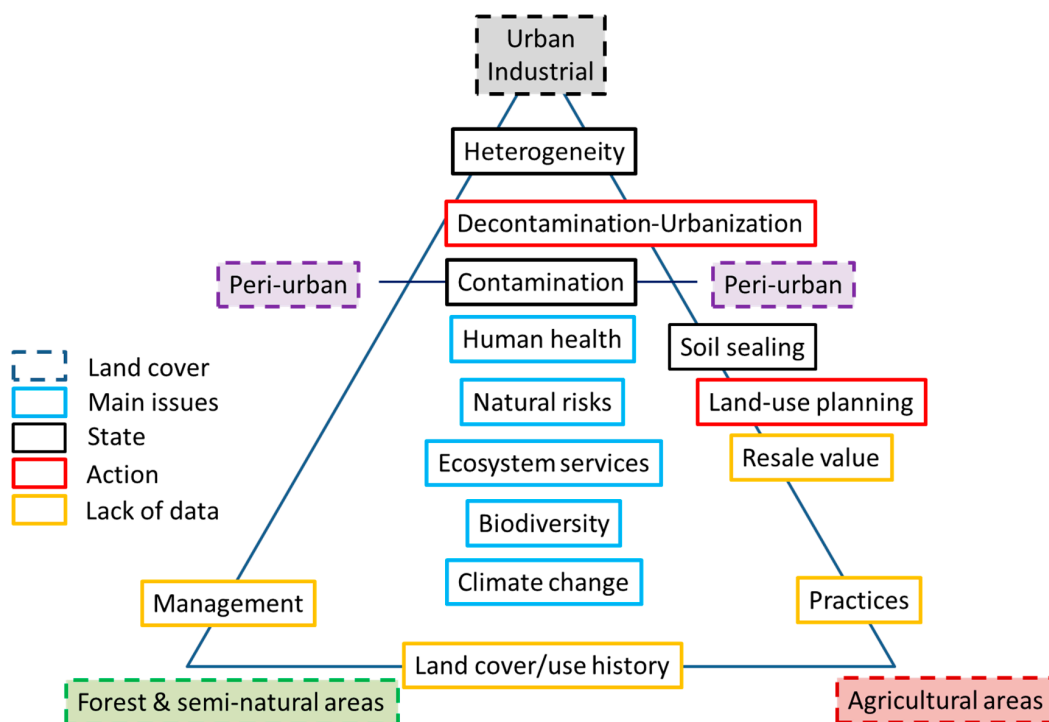 Urban
Industrial
Heterogeneity
Decontamination-Urbanization
Peri-urban
Contamination
Peri-urban
Human health
Soil sealing
Land cover
Main issues
Natural risks
Land-use planning
State
Ecosystem services
Resale value
Action
Lack of data
Biodiversity
Climate change
Management
Practices
Land cover/use history
Forest & semi-natural areas
Agricultural areas